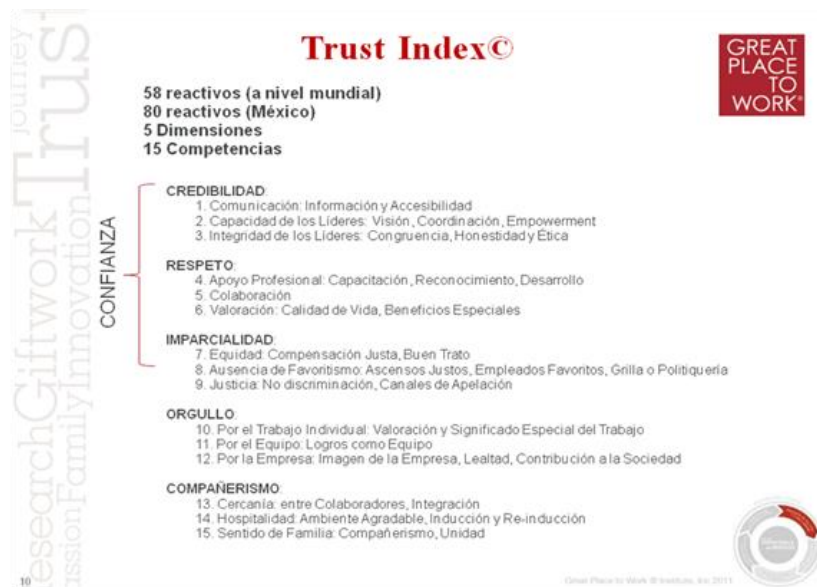 Trust Index©
GREAT
PLACE
TO
WORK®
58 reactivos (a nivel mundial)
80 reactivos (México)
5 Dimensiones
15 Competencias
CONFIANZA
CREDIBILIDAD:
1. Comunicación: Información y Accesibilidad
2. Capacidad de los Líderes: Visión, Coordinación, Empowerment
3. Integridad de los Líderes: Congruencia, Honestidad y Ética
RESPETO:
4. Apoyo Profesional: Capacitación, Reconocimiento, Desarrollo
5. Colaboración
6. Valoración: Calidad de Vida, Beneficios Especiales
IMPARCIALIDAD:
7. Equidad: Compensación Justa, Buen Trato
8. Ausencia de Favoritismo: Ascensos Justos, Empleados Favoritos, Grilla o Politiquería
9. Justicia: No discriminación, Canales de Apelación
ORGULLO:
10. Por el Trabajo Individual: Valoración y Significado Especial del Trabajo
11. Por el Equipo: Logros como Equipo
12. Por la Empresa: Imagen de la Empresa, Lealtad, Contribución a la Sociedad
COMPAÑERISMO:
13. Cercanía: entre Colaboradores, Integración
14. Hospitalidad: Ambiente Agradable, Inducción y Re-inducción
15. Sentido de Familia: Compañerismo, Unidad
journey
Trus
Giftwork
Innovation
Family
esearch
assion
10
Great Place to Work ® Institute, Inc 2011